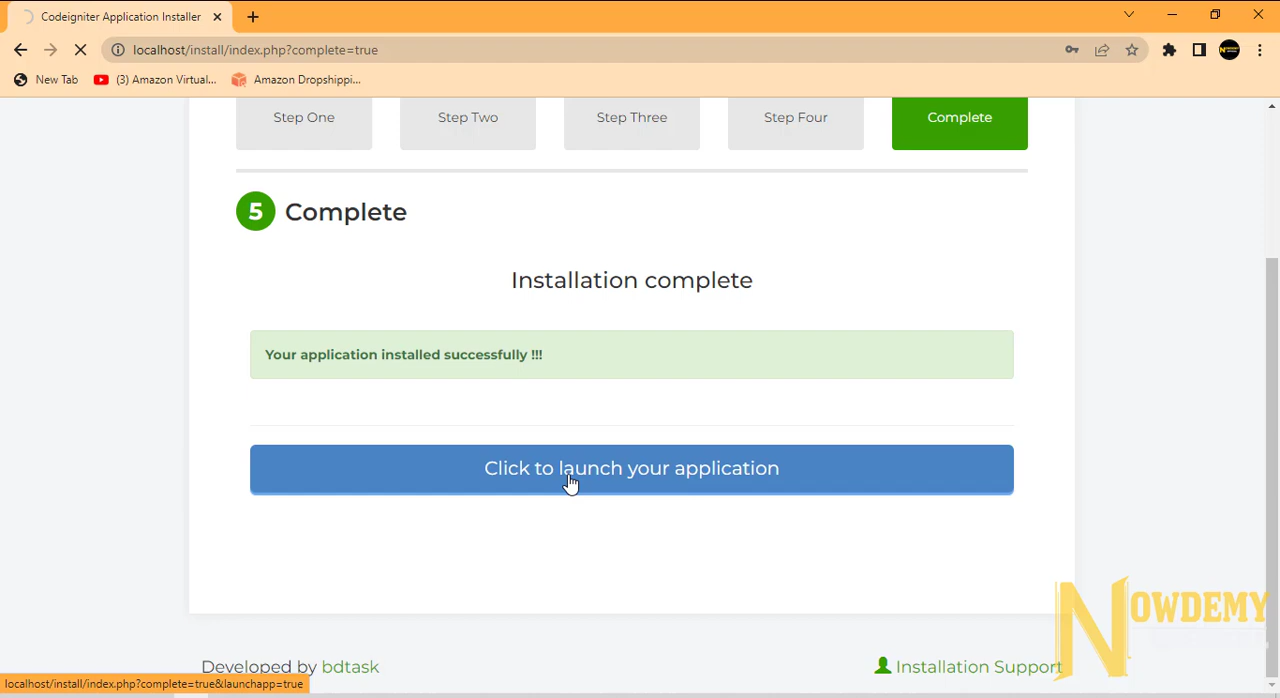 Codeigniter Application Installer
localhost/install/index.php?complete=true
New Tab
(3) Amazon Virtual...
Amazon Dropshippi...
Step One
Step Two
Step Three
Step Four
Complete
5 Complete
Installation complete
Your application installed successfully !!!
Click to launch your application
NOWDEMY
Developed by bdtask
Installation Support
localhost/install/index.php?complete=true&launchapp=true